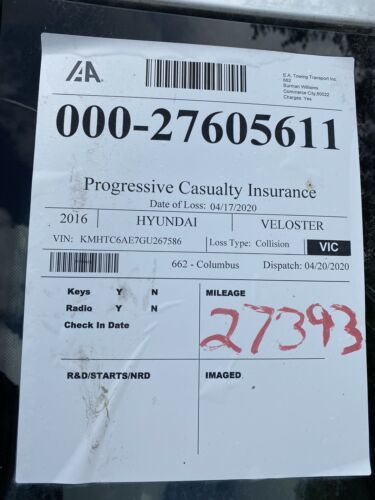 IAA
E.A. Towing Transport Inc.
662
Burman Williams
Commerce City,80022
Charges: Yes
000-27605611
Progressive Casualty Insurance
Date of Loss: 04/17/2020
2016 HYUNDAI VELOSTER
VIN: KMHTC6AE7GU267586 Loss Type: Collision VIC
662 - Columbus Dispatch: 04/20/2020
Keys Y N MILEAGE
Radio Y N
27393
Check In Date
R&D/STARTS/NRD IMAGED